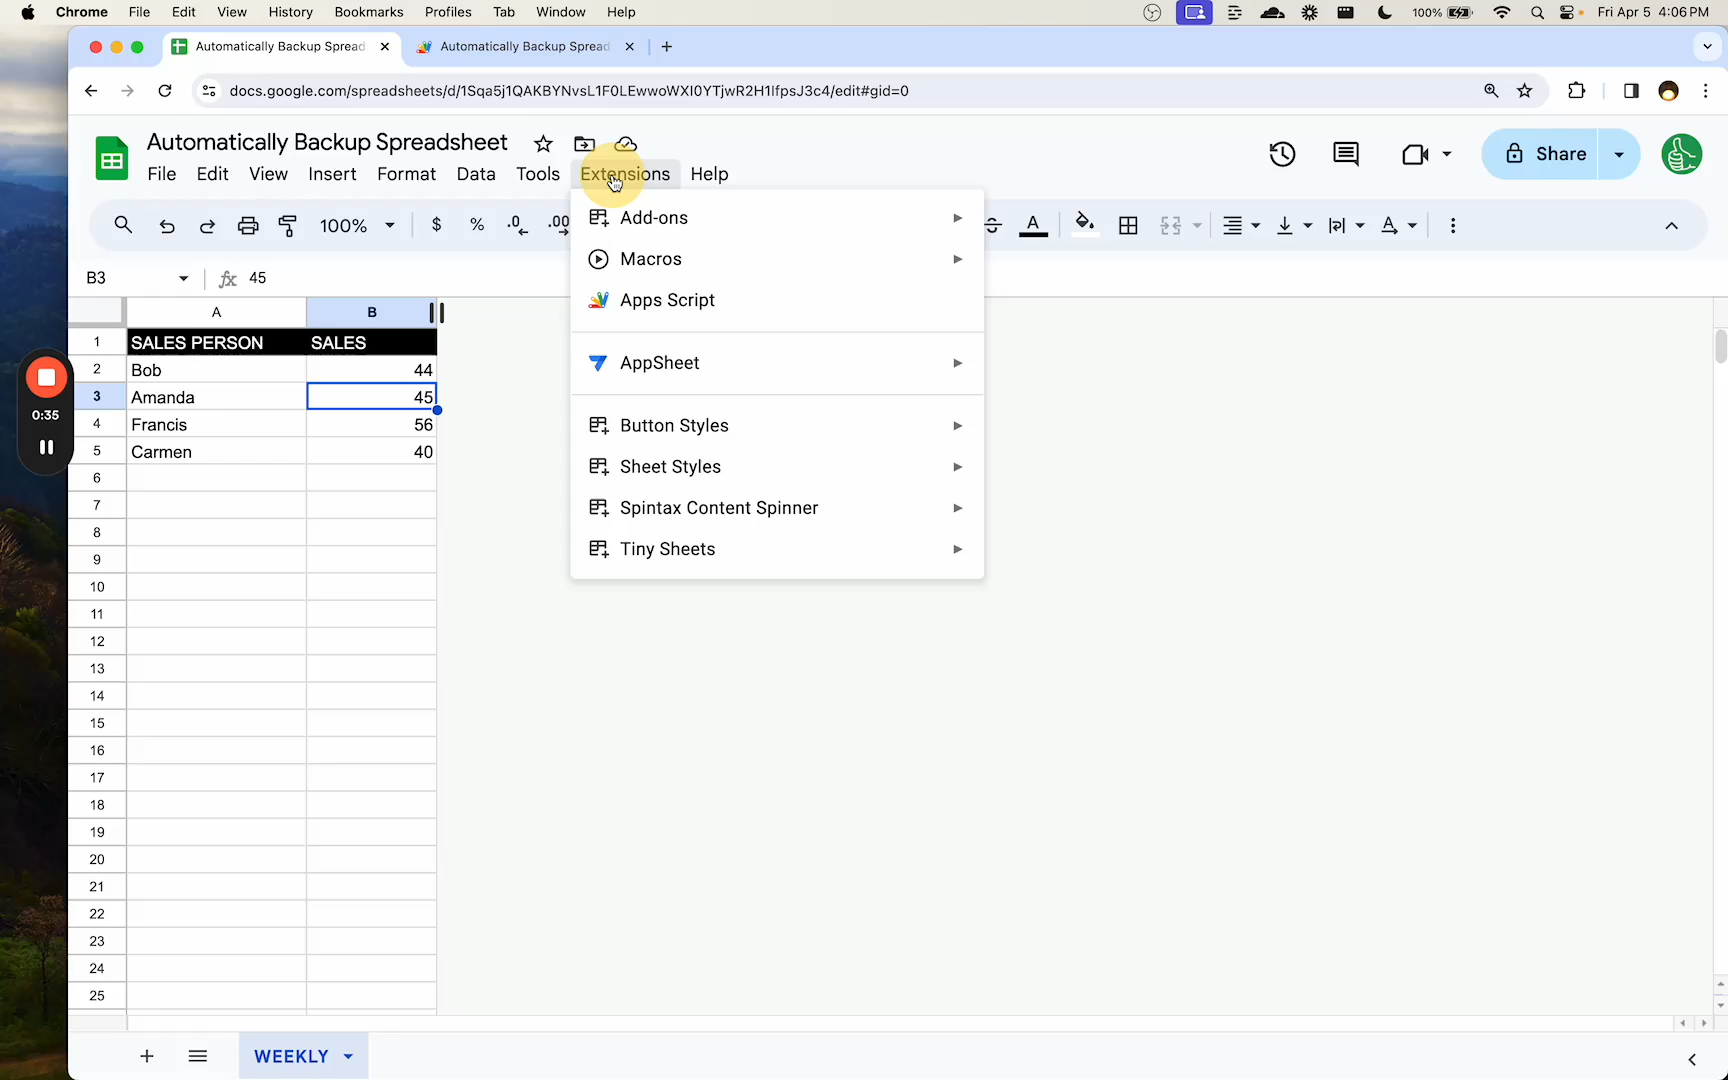 Chrome File Edit View History Bookmarks Profiles Tab Window Help 100% Fri Apr 5 4:06 PM
Automatically Backup Spread Automatically Backup Spread
docs.google.com/spreadsheets/d/1Sqa5j1QAKBYNvsL1F0LEwwoWXI0YTjwR2H1IfpsJ3c4/edit#gid=0
Automatically Backup Spreadsheet
Share
File Edit View Insert Format Data Tools Extensions Help
100% $ % .0 .00 A A
B3 fx 45
Add-ons
Macros
Apps Script
AppSheet
Button Styles
Sheet Styles
Spintax Content Spinner
Tiny Sheets
A B
1 SALES PERSON SALES
2 Bob 44
3 Amanda 45
4 Francis 56
5 Carmen 40
6
7
8
9
10
11
12
13
14
15
16
17
18
19
20
21
22
23
24
25
0:35
WEEKLY